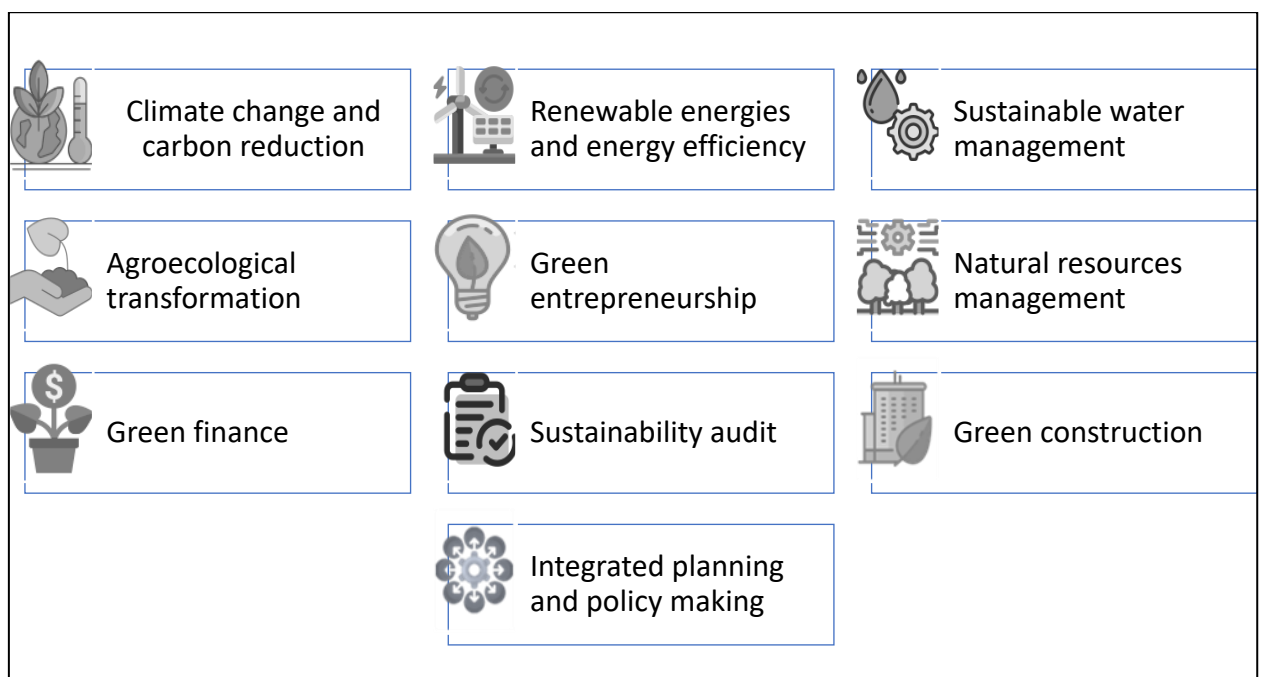 Climate change and
carbon reduction
Renewable energies
and energy efficiency
Sustainable water
management
Agroecological
transformation
Green
entrepreneurship
Natural resources
management
$
Green finance
Sustainability audit
Green construction
Integrated planning
and policy making